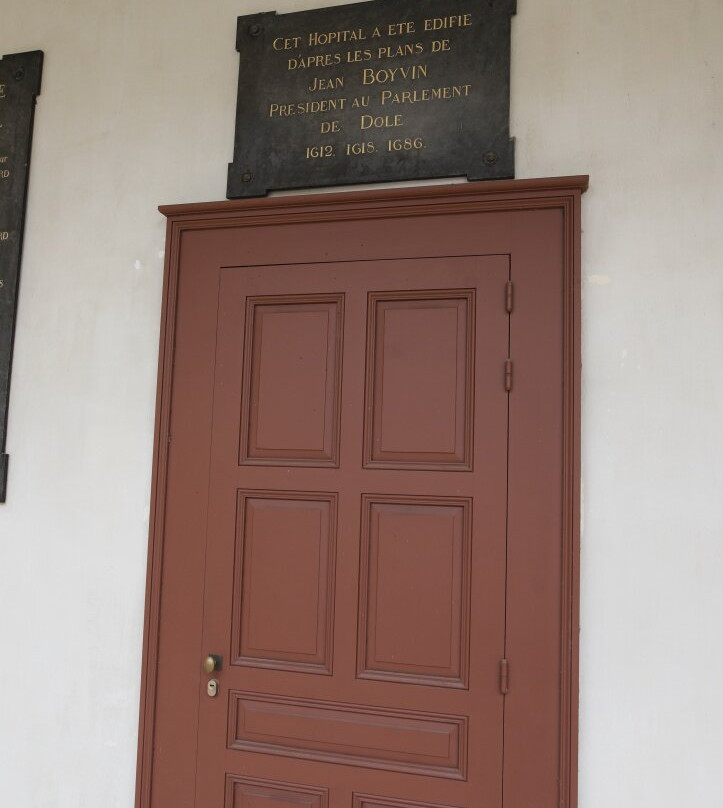 CET HOPITAL A ETE EDIFIE
D'APRES LES PLANS DE
JEAN BOYVIN
PRESIDENT AU PARLEMENT
DE DOLE
1612. 1618. 1686.